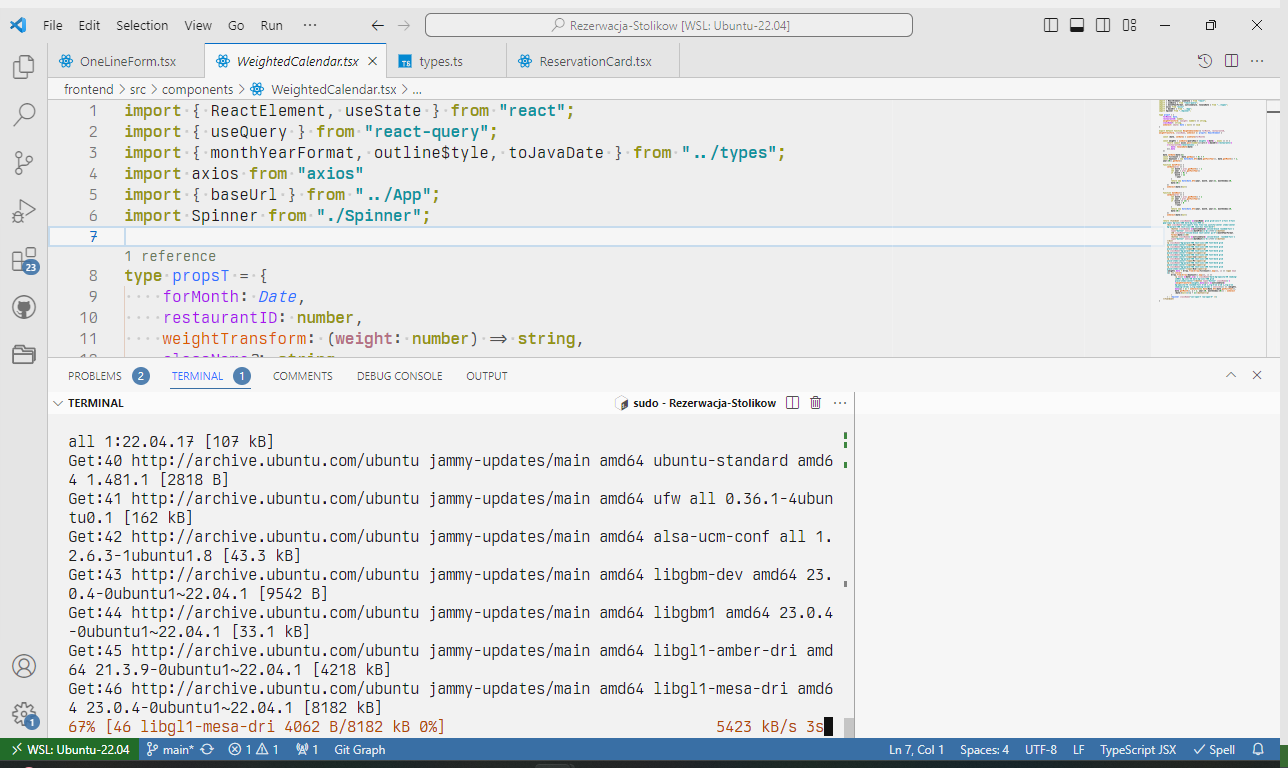 File Edit Selection View Go Run ··· Rezerwacja-Stolikow [WSL: Ubuntu-22.04]
OneLineForm.tsx WeightedCalendar.tsx types.ts ReservationCard.tsx
frontend > src > components > WeightedCalendar.tsx > ...
1 import { ReactElement, useState } from "react";
2 import { useQuery } from "react-query";
3 import { monthYearFormat, outline$tyle, toJavaDate } from "../types";
4 import axios from "axios"
5 import { baseUrl } from "../App";
6 import Spinner from "./Spinner";
7
1 reference
8 type propsT = {
9 forMonth: Date,
10 restaurantID: number,
11 weightTransform: (weight: number) => string,
12 className?: string
PROBLEMS 2 TERMINAL 1 COMMENTS DEBUG CONSOLE OUTPUT
TERMINAL sudo - Rezerwacja-Stolikow
all 1:22.04.17 [107 kB]
Get:40 http://archive.ubuntu.com/ubuntu jammy-updates/main amd64 ubuntu-standard amd6
4 1.481.1 [2818 B]
Get:41 http://archive.ubuntu.com/ubuntu jammy-updates/main amd64 ufw all 0.36.1-4ubun
tu0.1 [162 kB]
Get:42 http://archive.ubuntu.com/ubuntu jammy-updates/main amd64 alsa-ucm-conf all 1.
2.6.3-1ubuntu1.8 [43.3 kB]
Get:43 http://archive.ubuntu.com/ubuntu jammy-updates/main amd64 libgbm-dev amd64 23.
0.4-0ubuntu1~22.04.1 [9542 B]
Get:44 http://archive.ubuntu.com/ubuntu jammy-updates/main amd64 libgbm1 amd64 23.0.4
-0ubuntu1~22.04.1 [33.1 kB]
Get:45 http://archive.ubuntu.com/ubuntu jammy-updates/main amd64 libgl1-amber-dri amd
64 21.3.9-0ubuntu1~22.04.1 [4218 kB]
Get:46 http://archive.ubuntu.com/ubuntu jammy-updates/main amd64 libgl1-mesa-dri amd6
4 23.0.4-0ubuntu1~22.04.1 [8182 kB]
67% [46 libgl1-mesa-dri 4062 B/8182 kB 0%] 5423 kB/s 3s
23
1
WSL: Ubuntu-22.04 main* 1 1 1 Git Graph Ln 7, Col 1 Spaces: 4 UTF-8 LF TypeScript JSX Spell